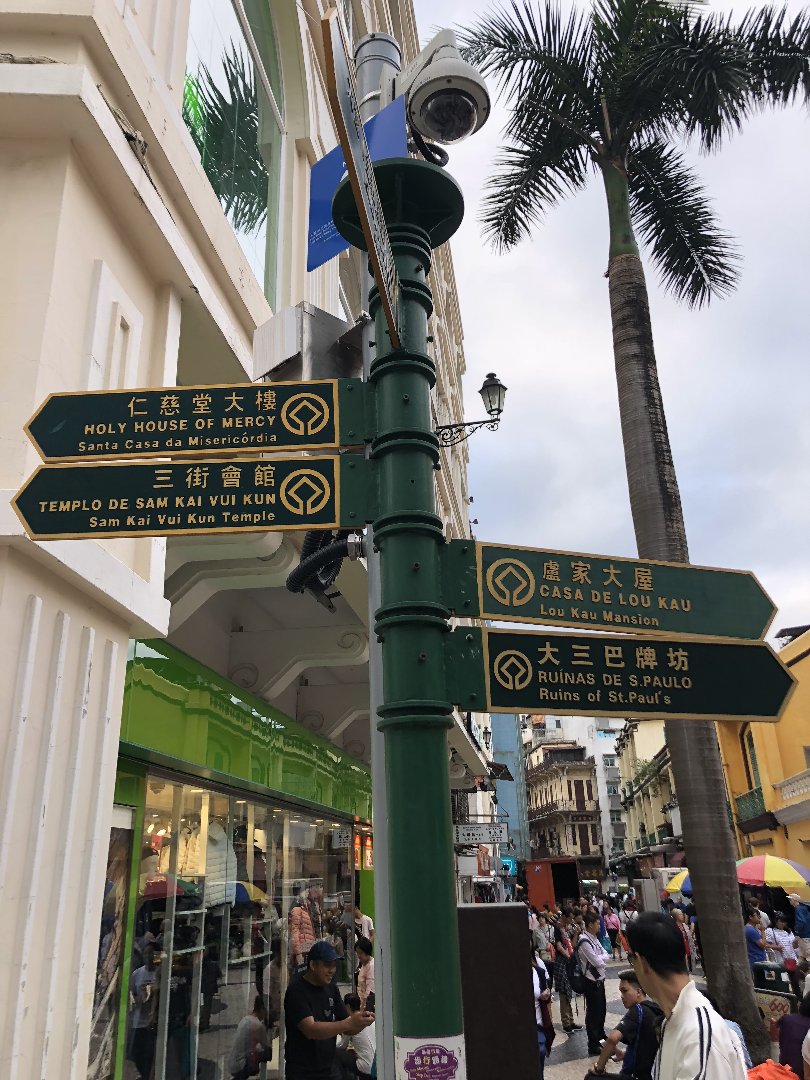 仁慈堂大樓
HOLY HOUSE OF MERCY
Santa Casa da Misericórdia
三街會館
TEMPLO DE SAM KAI VUI KUN
Sam Kai Vui Kun Temple
盧家大屋
CASA DE LOU KAU
Lou Kau Mansion
大三巴牌坊
RUÍNAS DE S.PAULO
Ruins of St.Paul's